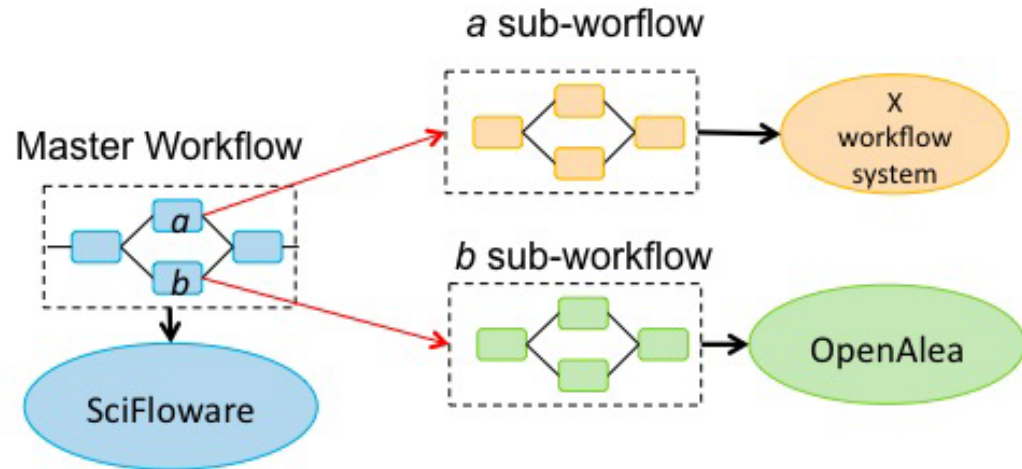 a sub-worflow
X
workflow
system
Master Workflow
a
b
SciFloware
b sub-workflow
OpenAlea